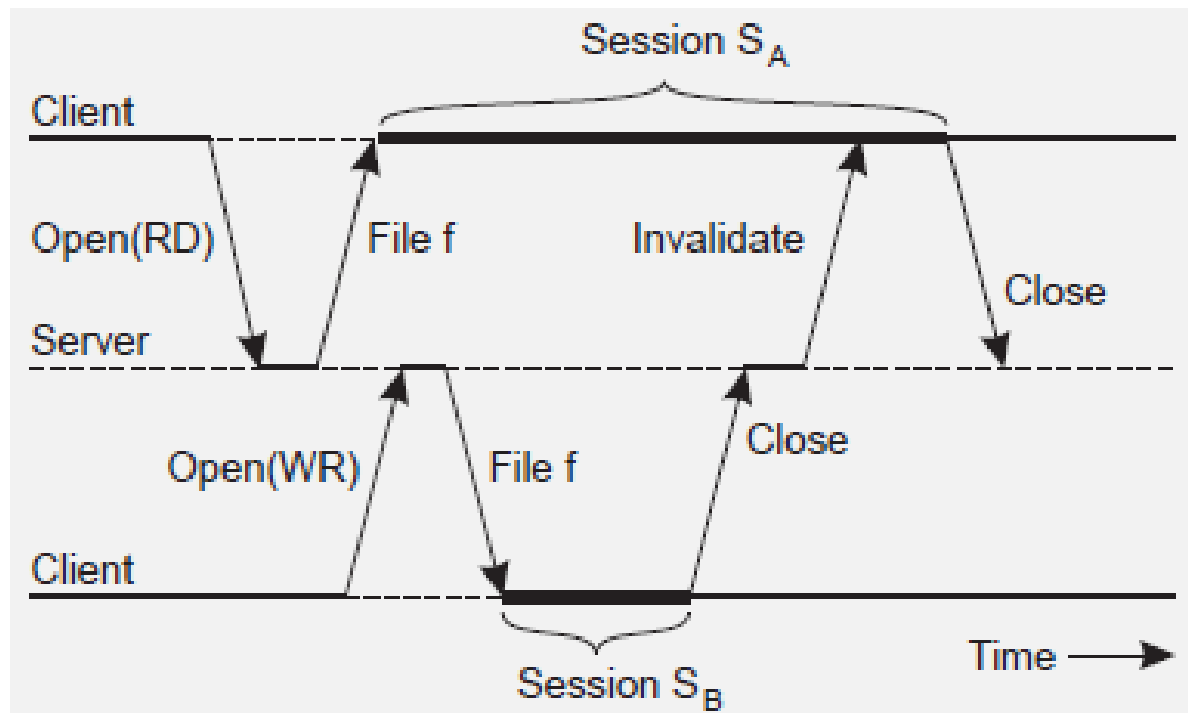 Session S_A
Client
Open(RD)
File f
Invalidate
Close
Server
Open(WR)
File f
Close
Client
Session S_B
Time